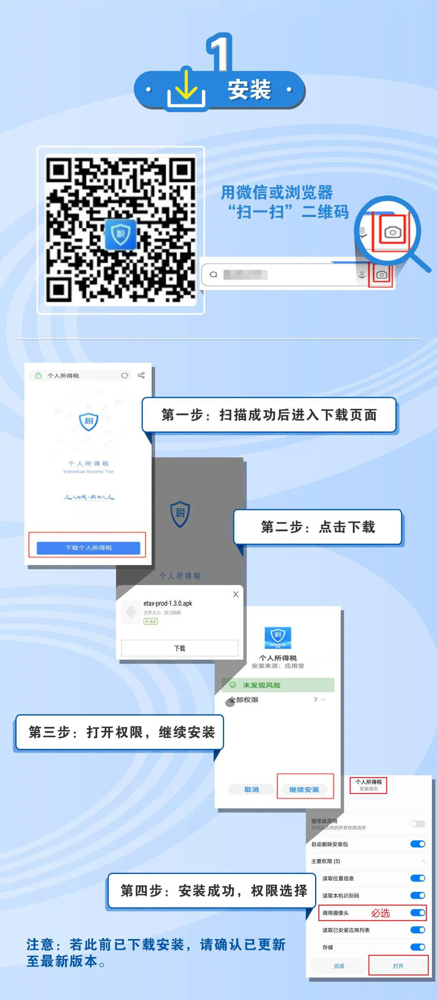 1
安装
税
用微信或浏览器
“扫一扫”二维码
个人所得税
税
个人所得税
Individual Income Tax
下载个人所得税
第一步：扫描成功后进入下载页面
税
个人所得税
第二步：点击下载
etax-prod-1.3.0.apk
文件大小: 39.25MB
安全
下载
税
个人所得税
安装来源：应用宝
未发现风险
全部权限 7
第三步：打开权限，继续安装
取消 继续安装
个人所得税
安装成功
信任此应用
允许此应用的所有权限请求
自动删除安装包
主要权限 (5)
读取位置信息
第四步：安装成功，权限选择
读取本机识别码
调用摄像头 必选
读取已安装应用列表
存储
完成 打开
注意：若此前已下载安装，请确认已更新
至最新版本。